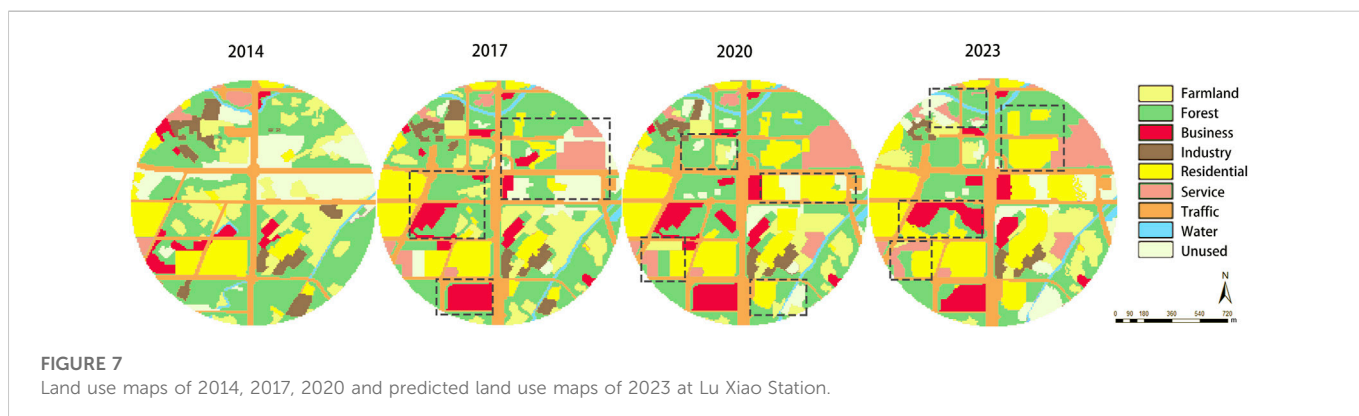 2014 2017 2020 2023
Farmland
Forest
Business
Industry
Residential
Service
Traffic
Water
Unused
N
0 90 180 360 540 720
m
FIGURE 7
Land use maps of 2014, 2017, 2020 and predicted land use maps of 2023 at Lu Xiao Station.